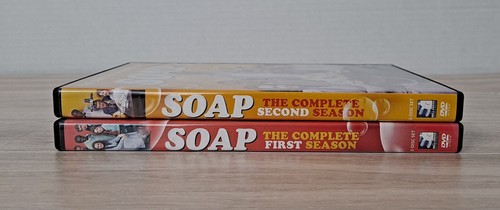 SOAP
THE COMPLETE
SECOND SEASON
DVD
SOAP
THE COMPLETE
FIRST SEASON
DVD